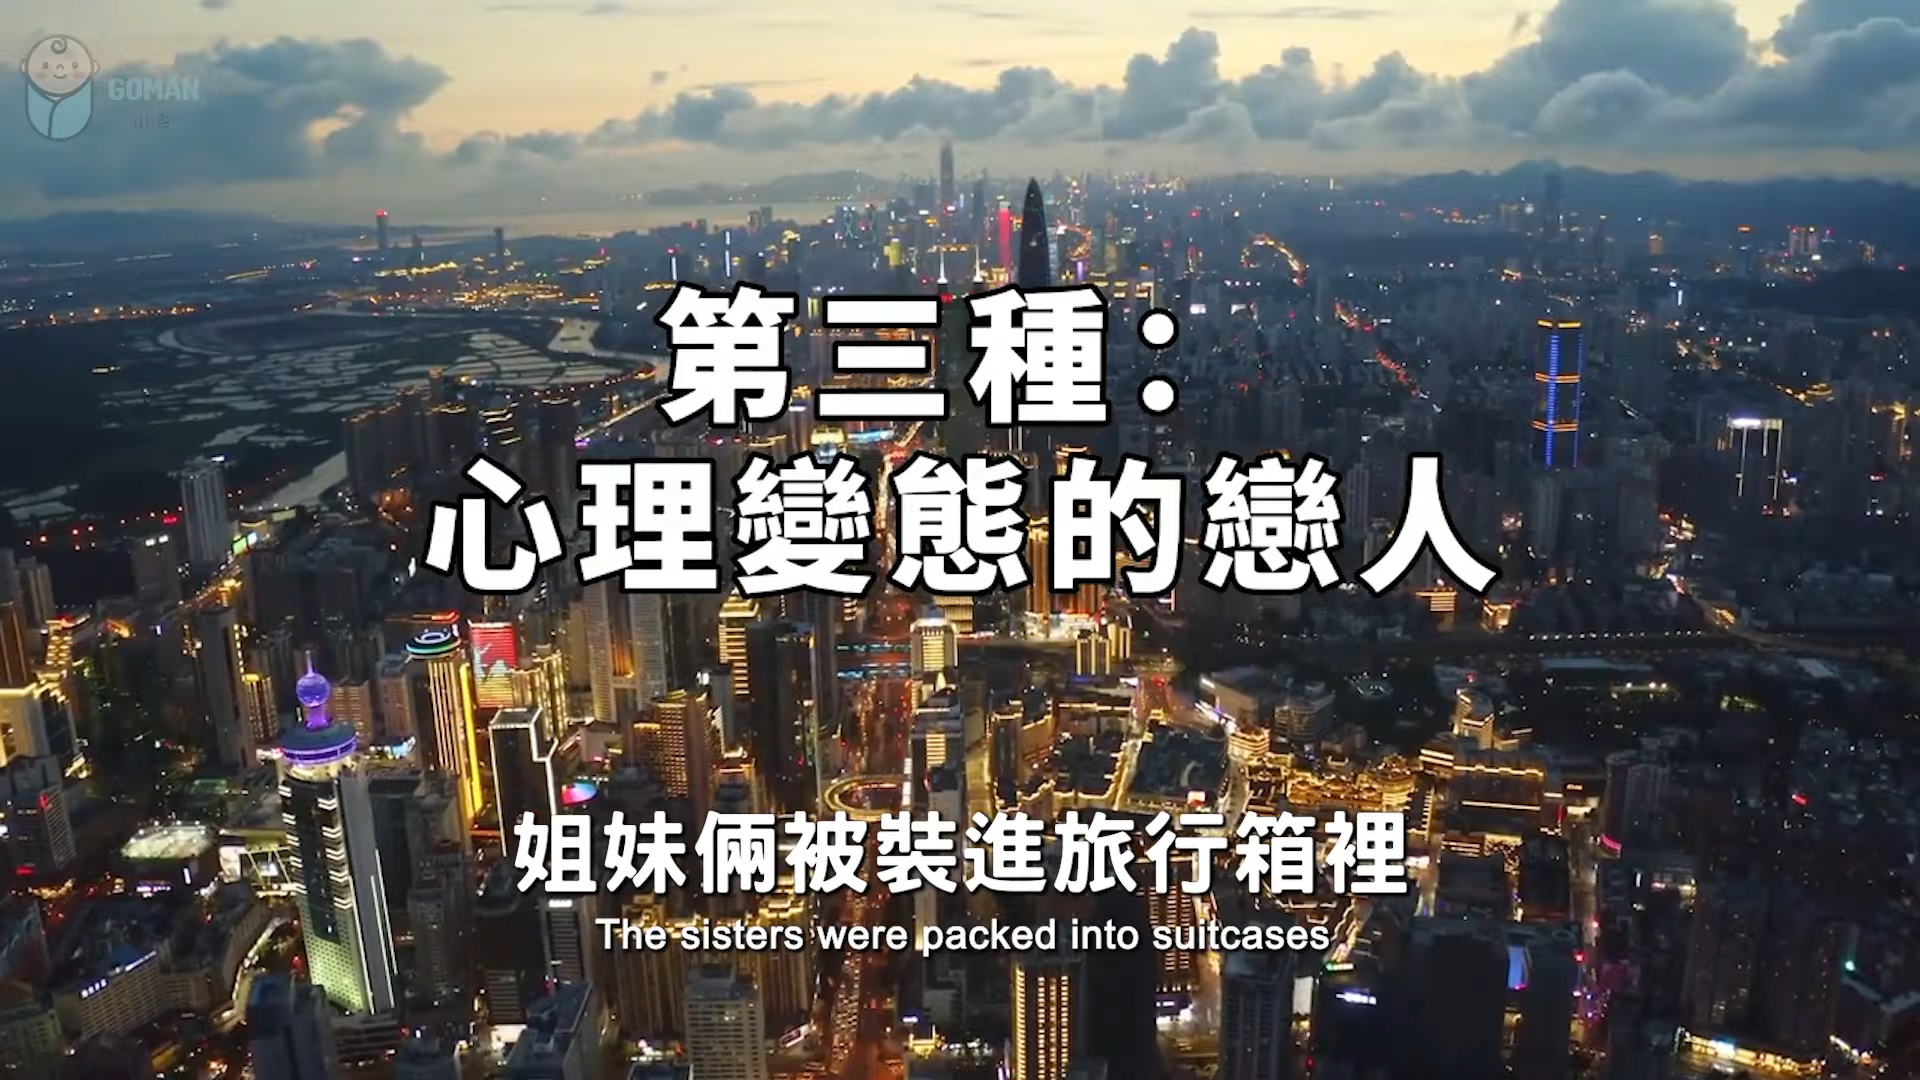 GOMAN
第三種：
心理變態的戀人
姐妹倆被裝進旅行箱裡
The sisters were packed into suitcases